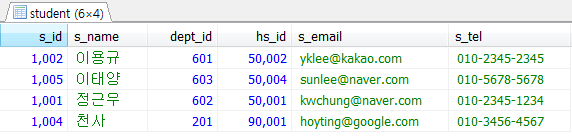 student (6×4)
s_id s_name dept_id hs_id s_email s_tel
1,002 이용규 601 50,002 yklee@kakao.com 010-2345-2345
1,005 이태양 603 50,004 sunlee@naver.com 010-5678-5678
1,001 정근우 602 50,001 kwchung@naver.com 010-2345-1234
1,004 천사 201 90,001 hoyting@google.com 010-3456-4567